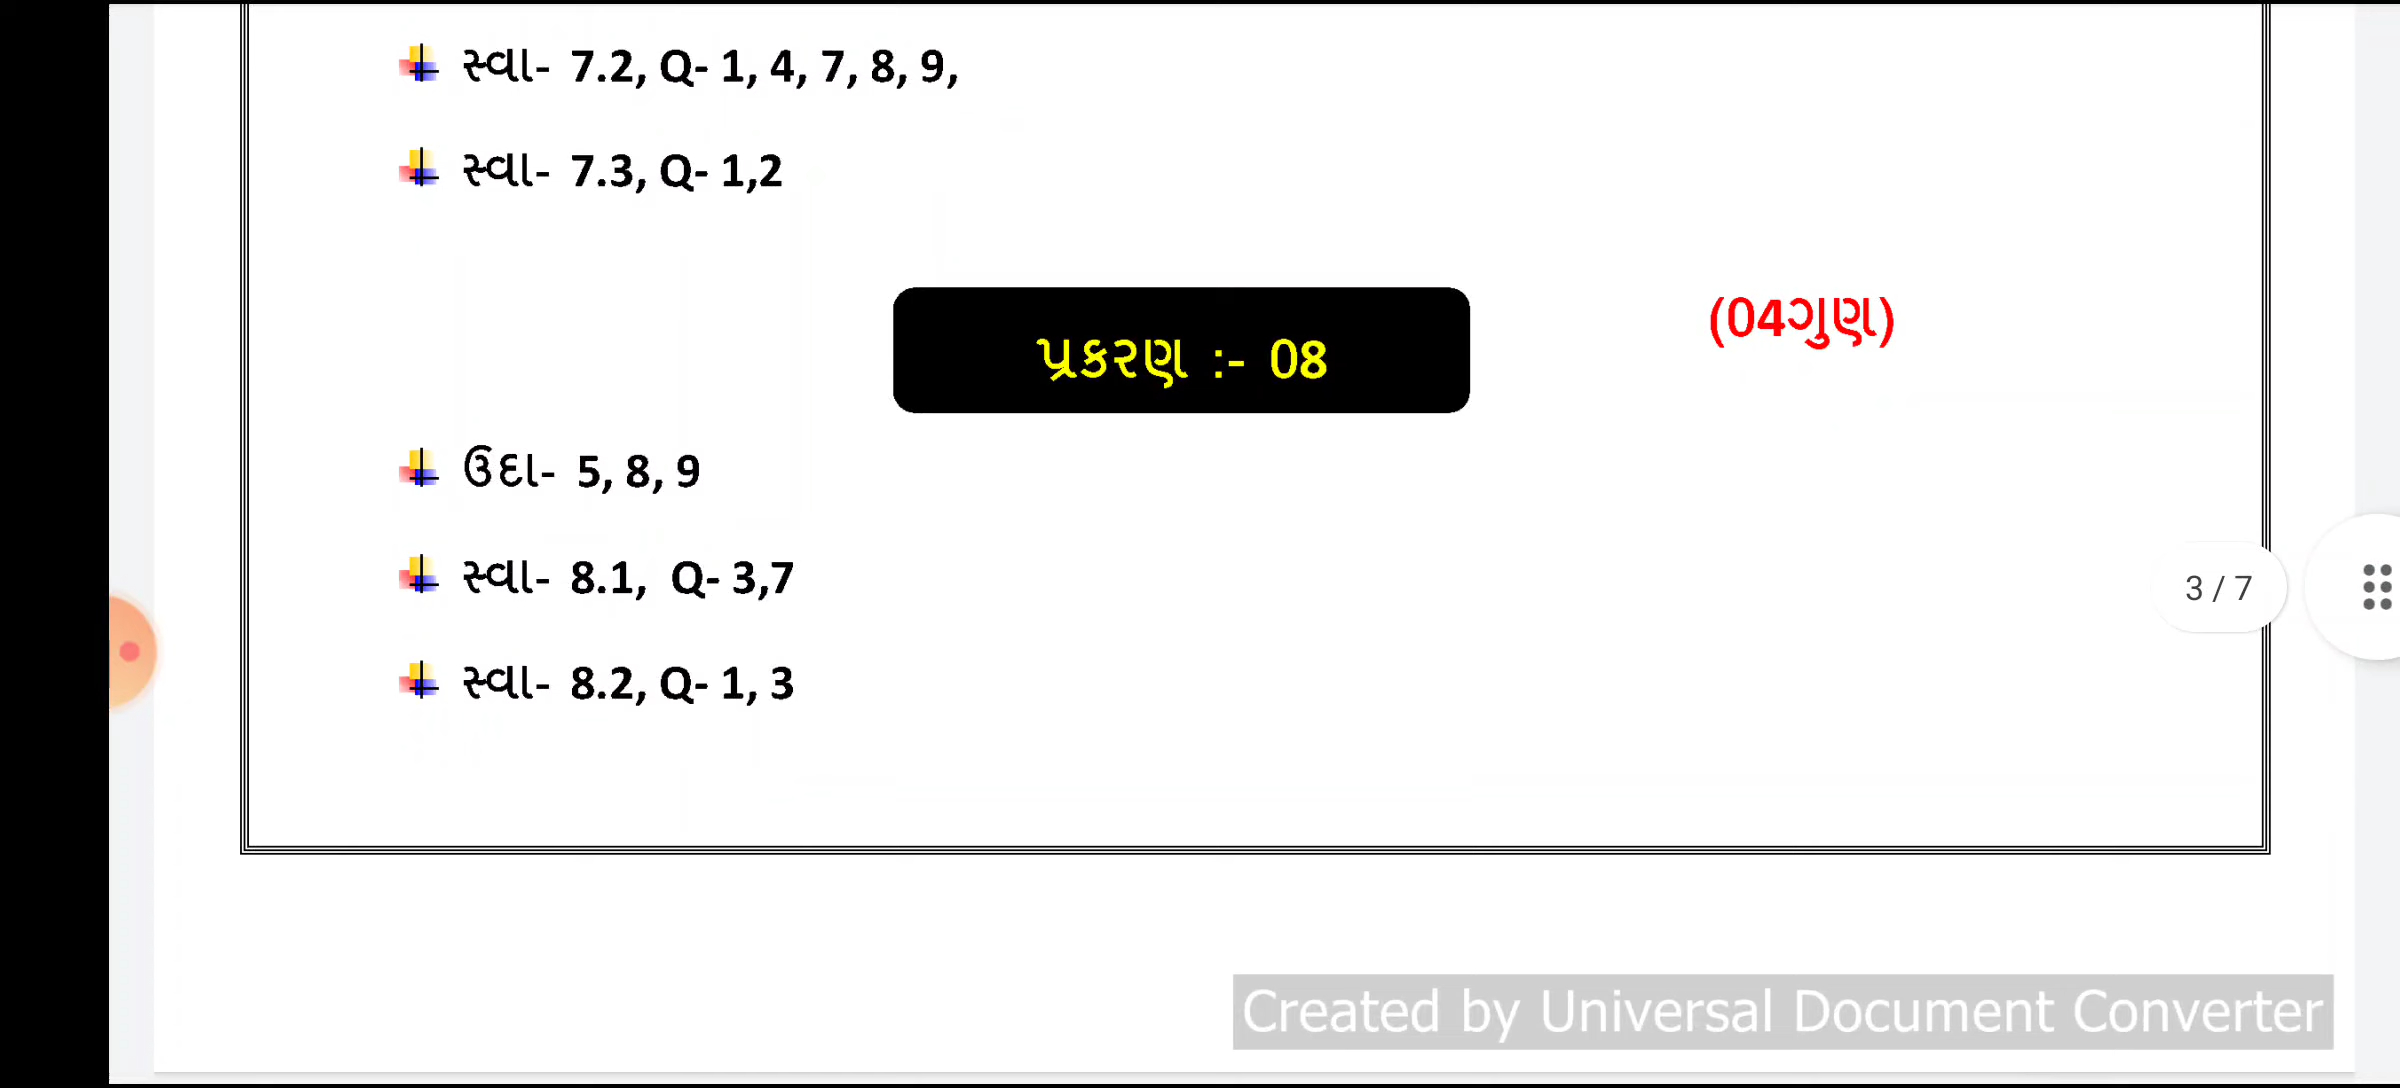 સ્વા- 7.2, Q- 1, 4, 7, 8, 9,
સ્વા- 7.3, Q- 1,2
(04ગુણ)
પ્રકરણ :- 08
ઉદા- 5, 8, 9
સ્વા- 8.1, Q- 3,7
3 / 7
સ્વા- 8.2, Q- 1, 3
Created by Universal Document Converter